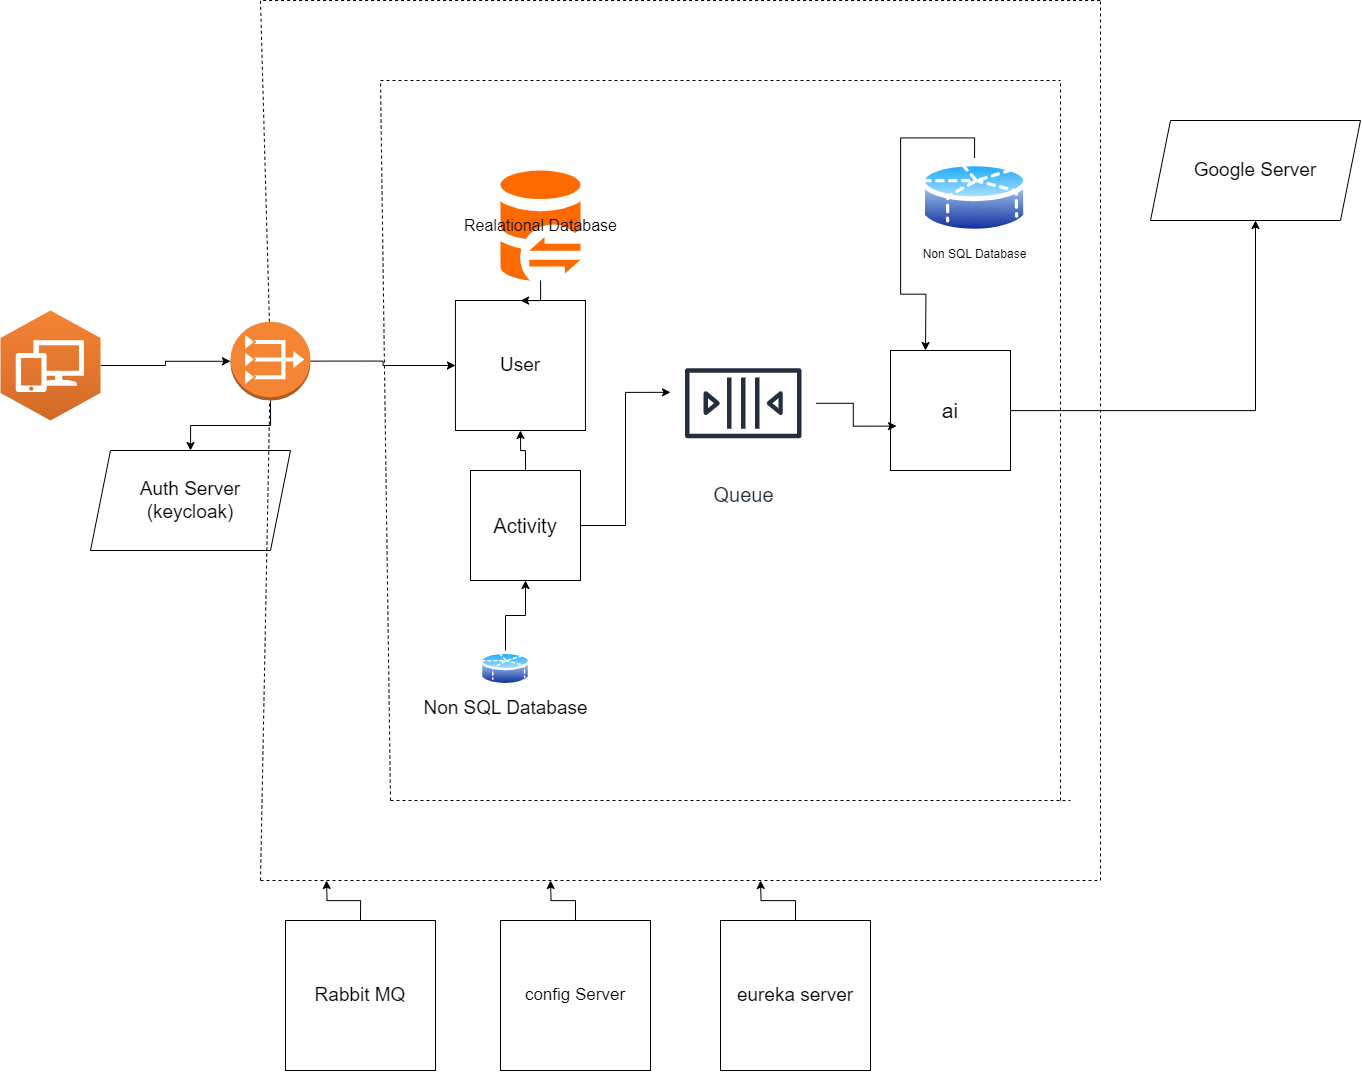 Google Server
Realational Database
Non SQL Database
User
ai
Auth Server
(keycloak)
Queue
Activity
Non SQL Database
Rabbit MQ
config Server
eureka server